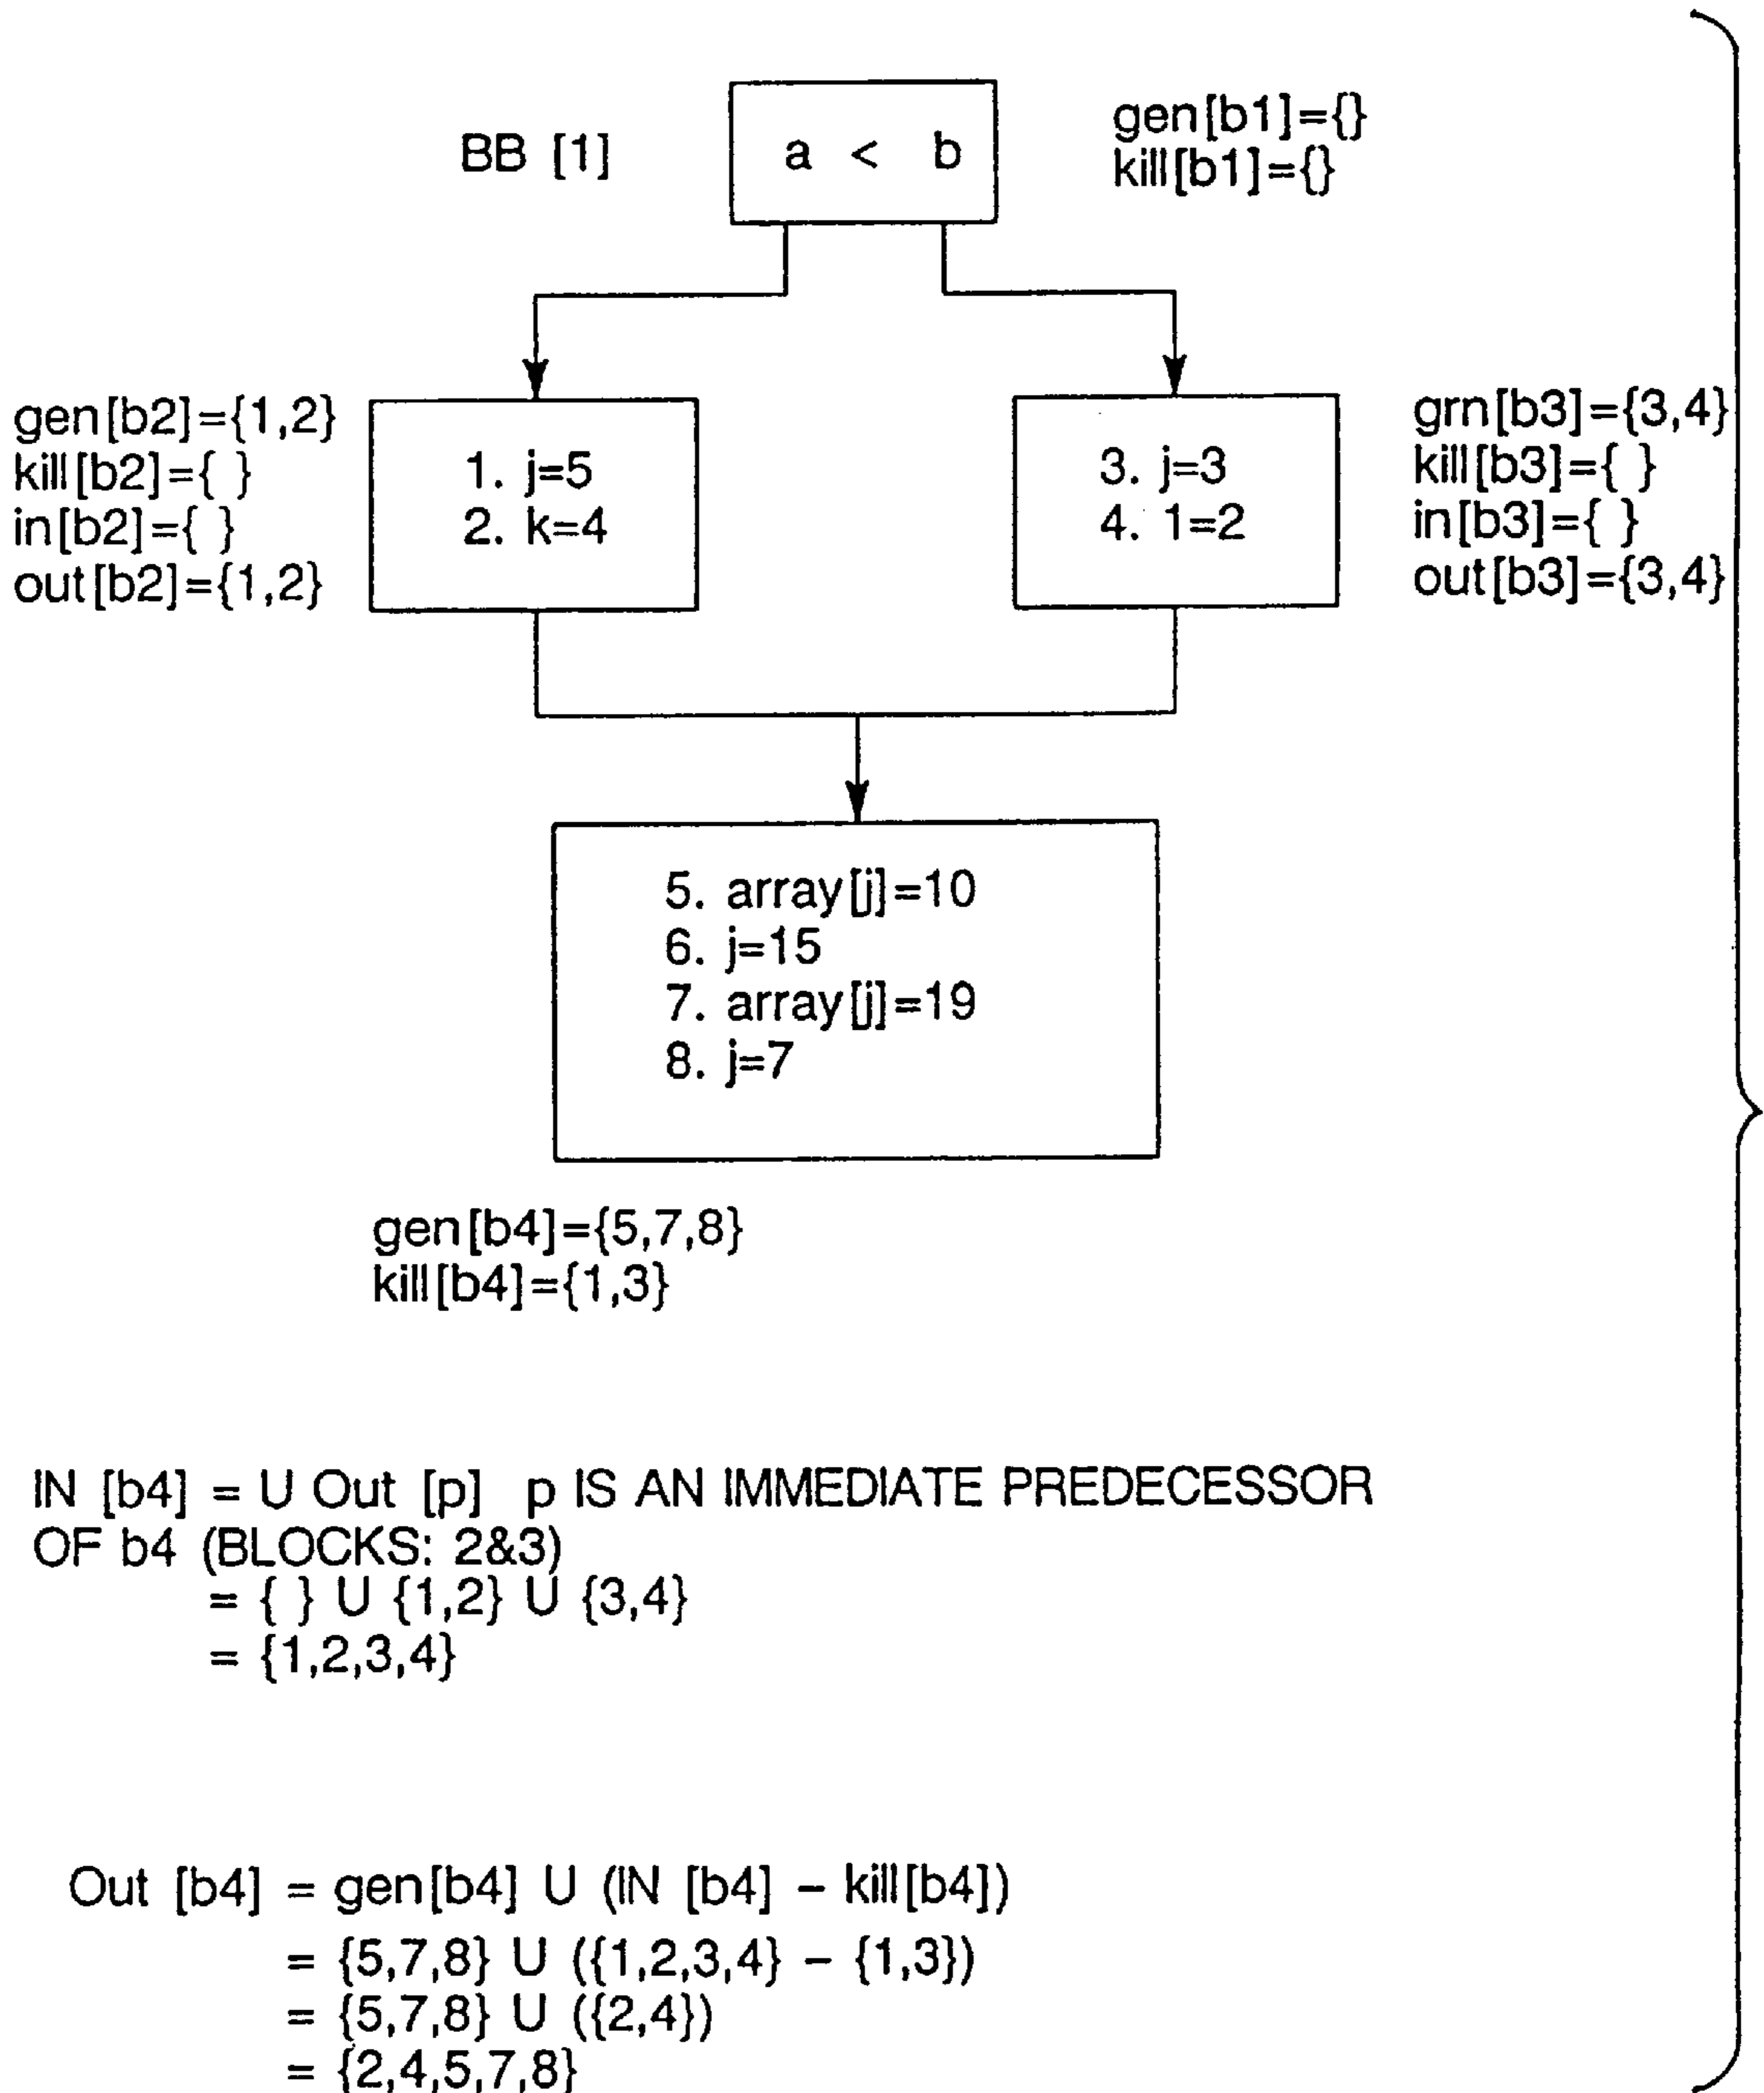 BB [1]
a < b
gen[b1]={}
kill[b1]={}
gen[b2]={1,2}
kill[b2]={ }
in[b2]={ }
out[b2]={1,2}
1. j=5
2. k=4
3. j=3
4. 1=2
grn[b3]={3,4}
kill[b3]={ }
in[b3]={ }
out[b3]={3,4}
5. array[j]=10
6. j=15
7. array[j]=19
8. j=7
gen[b4]={5,7,8}
kill[b4]={1,3}
IN [b4] = U Out [p] p IS AN IMMEDIATE PREDECESSOR
OF b4 (BLOCKS: 2&3)
= { } U {1,2} U {3,4}
= {1,2,3,4}
Out [b4] = gen[b4] U (IN [b4] – kill[b4])
= {5,7,8} U ({1,2,3,4} – {1,3})
= {5,7,8} U ({2,4})
= {2,4,5,7,8}